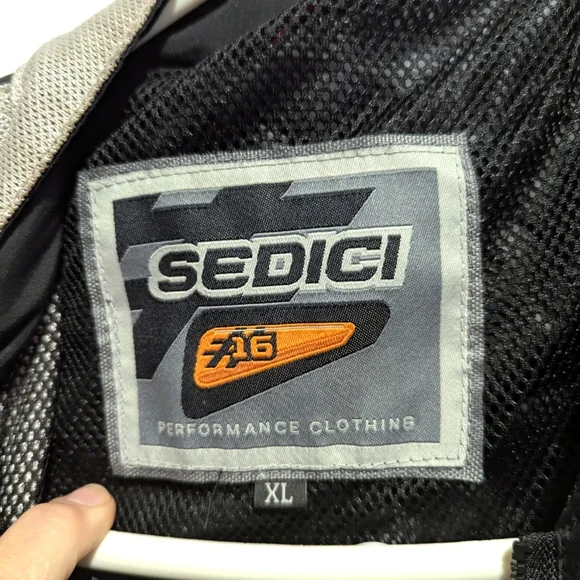 SEDICI
16
PERFORMANCE CLOTHING
XL